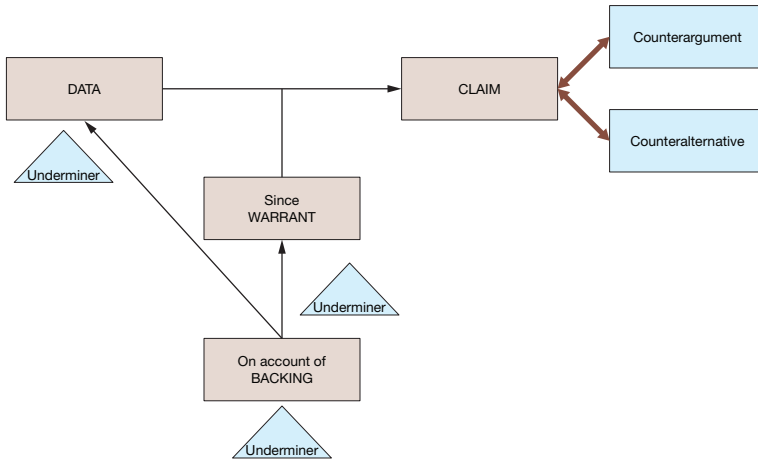 Counterargument
DATA
CLAIM
Counteralternative
Underminer
Since
WARRANT
Underminer
On account of
BACKING
Underminer